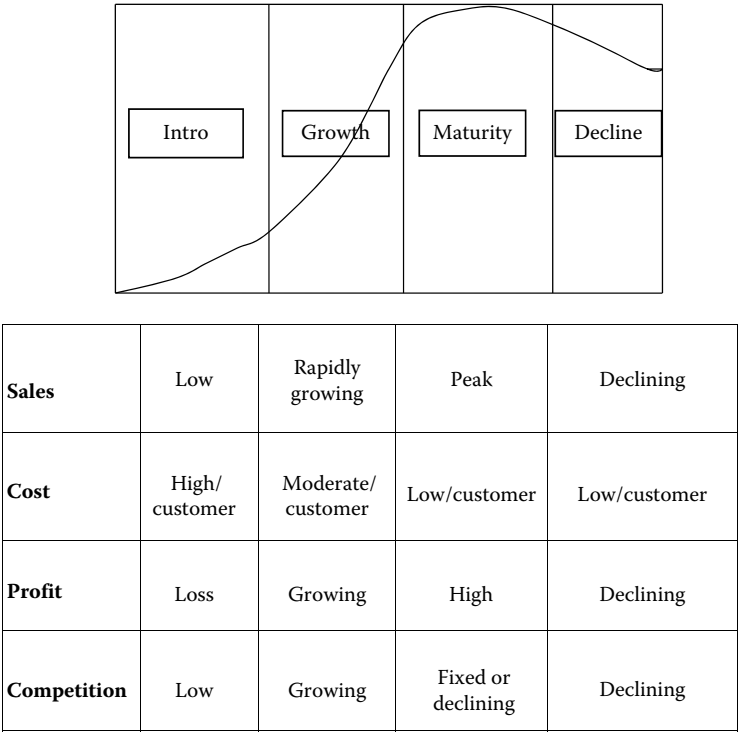 Intro
Growth
Maturity
Decline
Sales
Low
Rapidly
growing
Peak
Declining
Cost
High/
customer
Moderate/
customer
Low/customer
Low/customer
Profit
Loss
Growing
High
Declining
Competition
Low
Growing
Fixed or
declining
Declining